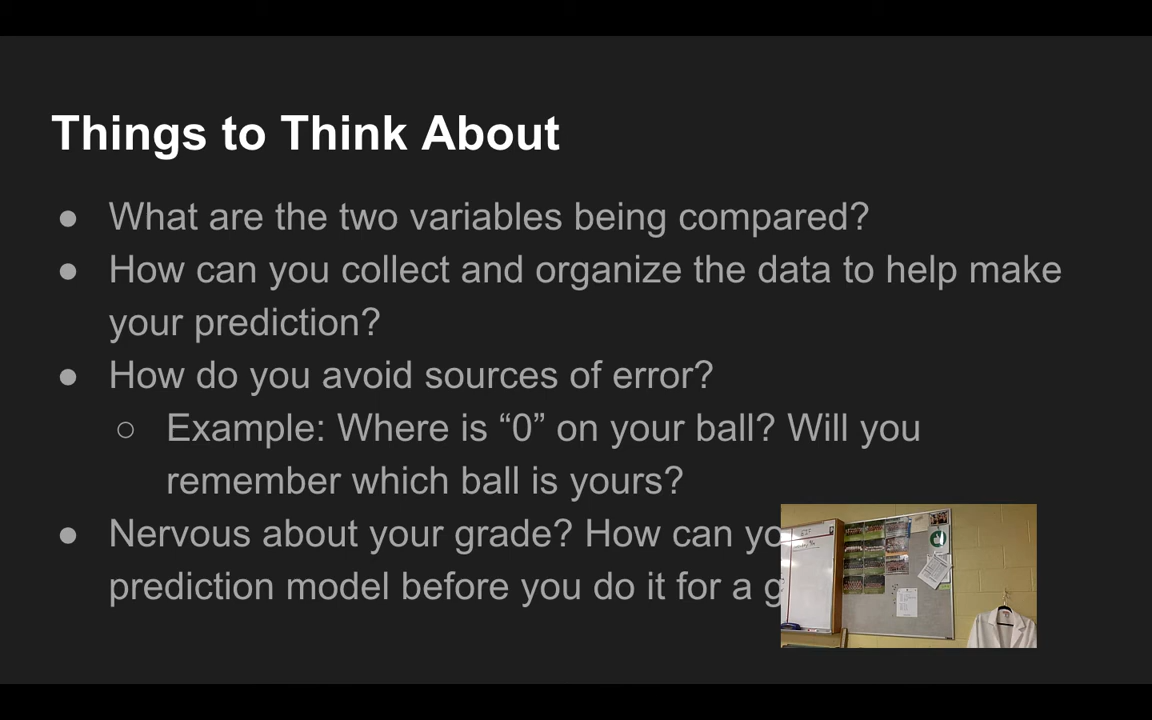 Things to Think About
● What are the two variables being compared?
● How can you collect and organize the data to help make
your prediction?
● How do you avoid sources of error?
○ Example: Where is “0” on your ball? Will you
remember which ball is yours?
● Nervous about your grade? How can
prediction model before you do it for a